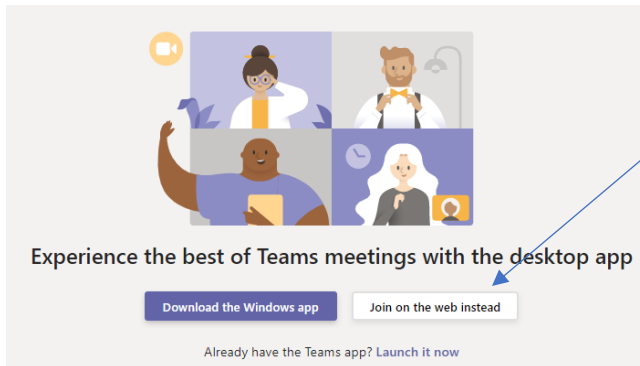 Experience the best of Teams meetings with the desktop app
Download the Windows app
Join on the web instead
Already have the Teams app? Launch it now